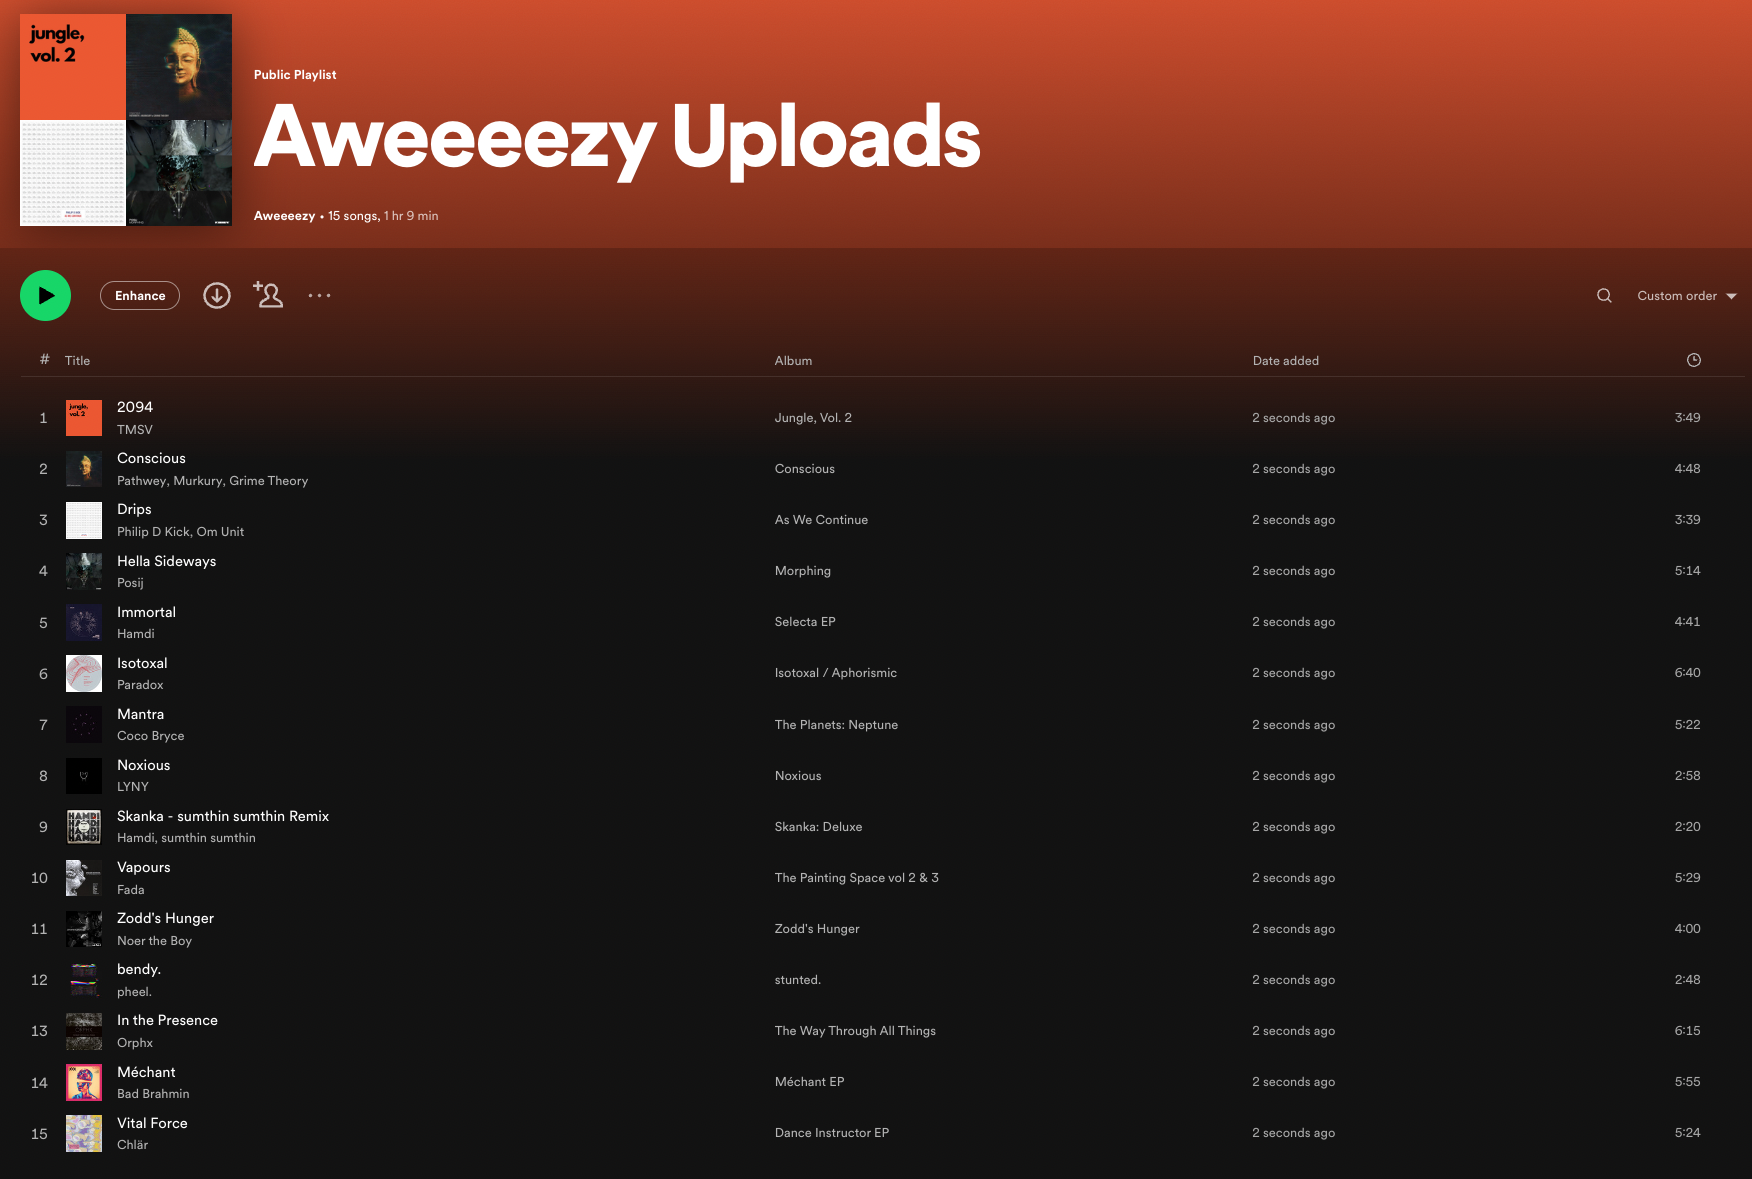 jungle,
vol. 2
Public Playlist
Aweeeezy Uploads
Aweeeezy • 15 songs, 1 hr 9 min
Enhance
Custom order
# Title Album Date added
1 2094 Jungle, Vol. 2 2 seconds ago 3:49
TMSV
2 Conscious Conscious 2 seconds ago 4:48
Pathwey, Murkury, Grime Theory
3 Drips As We Continue 2 seconds ago 3:39
Philip D Kick, Om Unit
4 Hella Sideways Morphing 2 seconds ago 5:14
Posij
5 Immortal Selecta EP 2 seconds ago 4:41
Hamdi
6 Isotoxal Isotoxal / Aphorismic 2 seconds ago 6:40
Paradox
7 Mantra The Planets: Neptune 2 seconds ago 5:22
Coco Bryce
8 Noxious Noxious 2 seconds ago 2:58
LYNY
9 Skanka - sumthin sumthin Remix Skanka: Deluxe 2 seconds ago 2:20
Hamdi, sumthin sumthin
10 Vapours The Painting Space vol 2 & 3 2 seconds ago 5:29
Fada
11 Zodd's Hunger Zodd's Hunger 2 seconds ago 4:00
Noer the Boy
12 bendy. stunted. 2 seconds ago 2:48
pheel.
13 In the Presence The Way Through All Things 2 seconds ago 6:15
Orphx
14 Méchant Méchant EP 2 seconds ago 5:55
Bad Brahmin
15 Vital Force Dance Instructor EP 2 seconds ago 5:24
Chlär